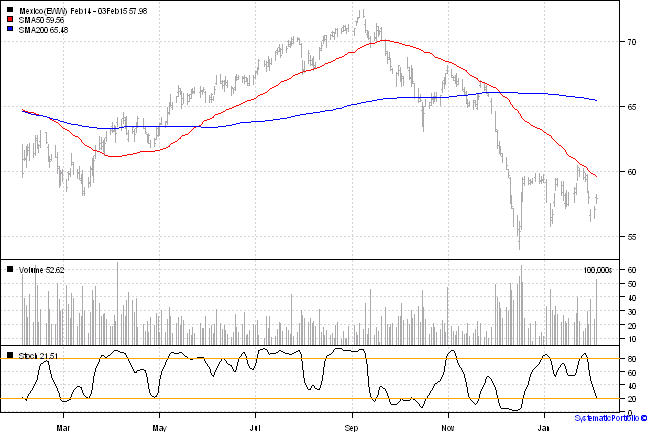 Mexico(EWW) Feb14 - 03Feb15 57.98
SMA50 59.56
SMA200 65.48
70
65
60
55
Volume 52.62
100,000s
60
50
40
30
20
10
Stoch 21.51
80
60
40
20
0
Mar May Jul Sep Nov Jan
SystematicPortfolio ©